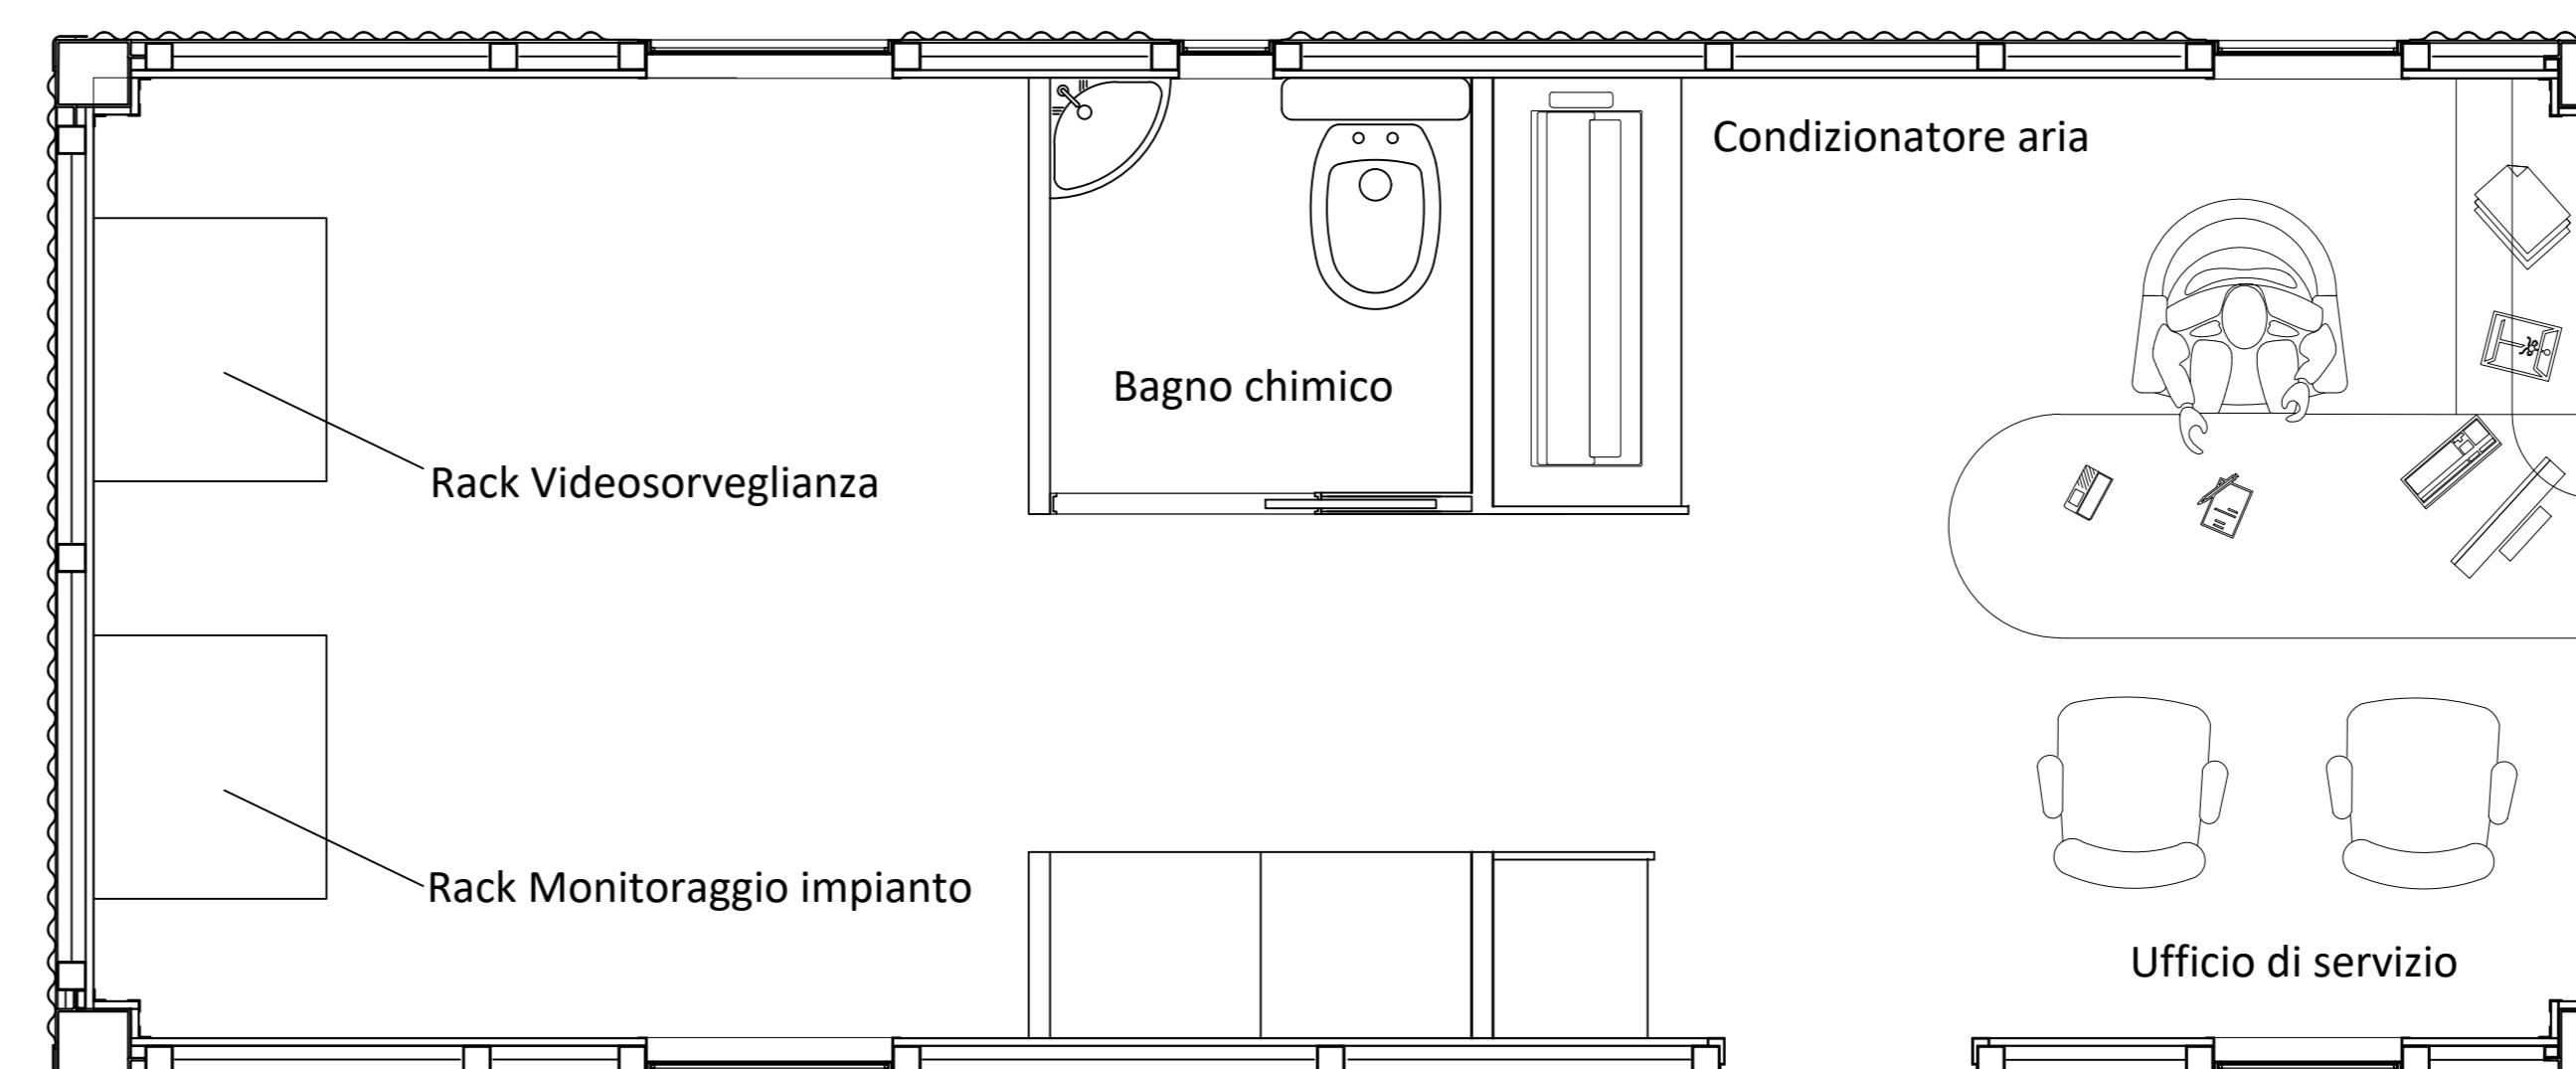 Condizionatore aria
Bagno chimico
Rack Videosorveglianza
Rack Monitoraggio impianto
Ufficio di servizio